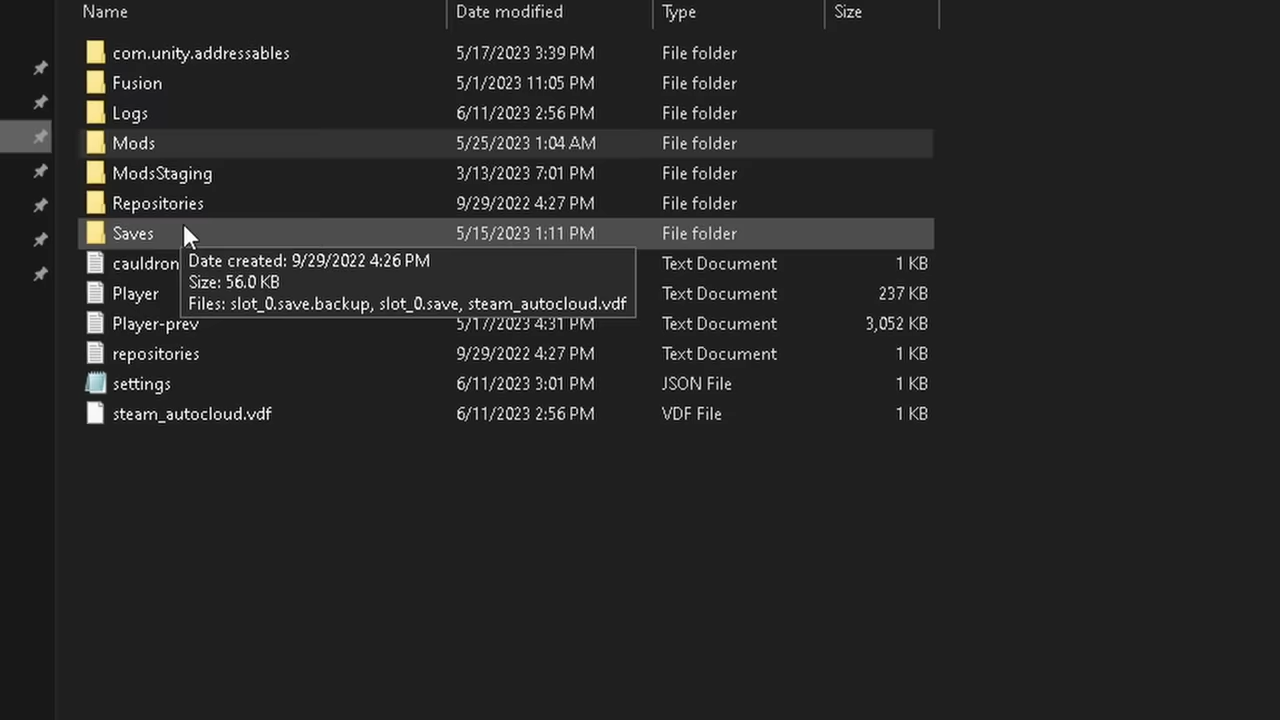 Name Date modified Type Size
com.unity.addressables 5/17/2023 3:39 PM File folder
Fusion 5/1/2023 11:05 PM File folder
Logs 6/11/2023 2:56 PM File folder
Mods 5/25/2023 1:04 AM File folder
ModsStaging 3/13/2023 7:01 PM File folder
Repositories 9/29/2022 4:27 PM File folder
Saves 5/15/2023 1:11 PM File folder
cauldron Text Document 1 KB
Date created: 9/29/2022 4:26 PM
Size: 56.0 KB
Files: slot_0.save.backup, slot_0.save, steam_autocloud.vdf
Player Text Document 237 KB
Player-prev 5/17/2023 4:31 PM Text Document 3,052 KB
repositories 9/29/2022 4:27 PM Text Document 1 KB
settings 6/11/2023 3:01 PM JSON File 1 KB
steam_autocloud.vdf 6/11/2023 2:56 PM VDF File 1 KB